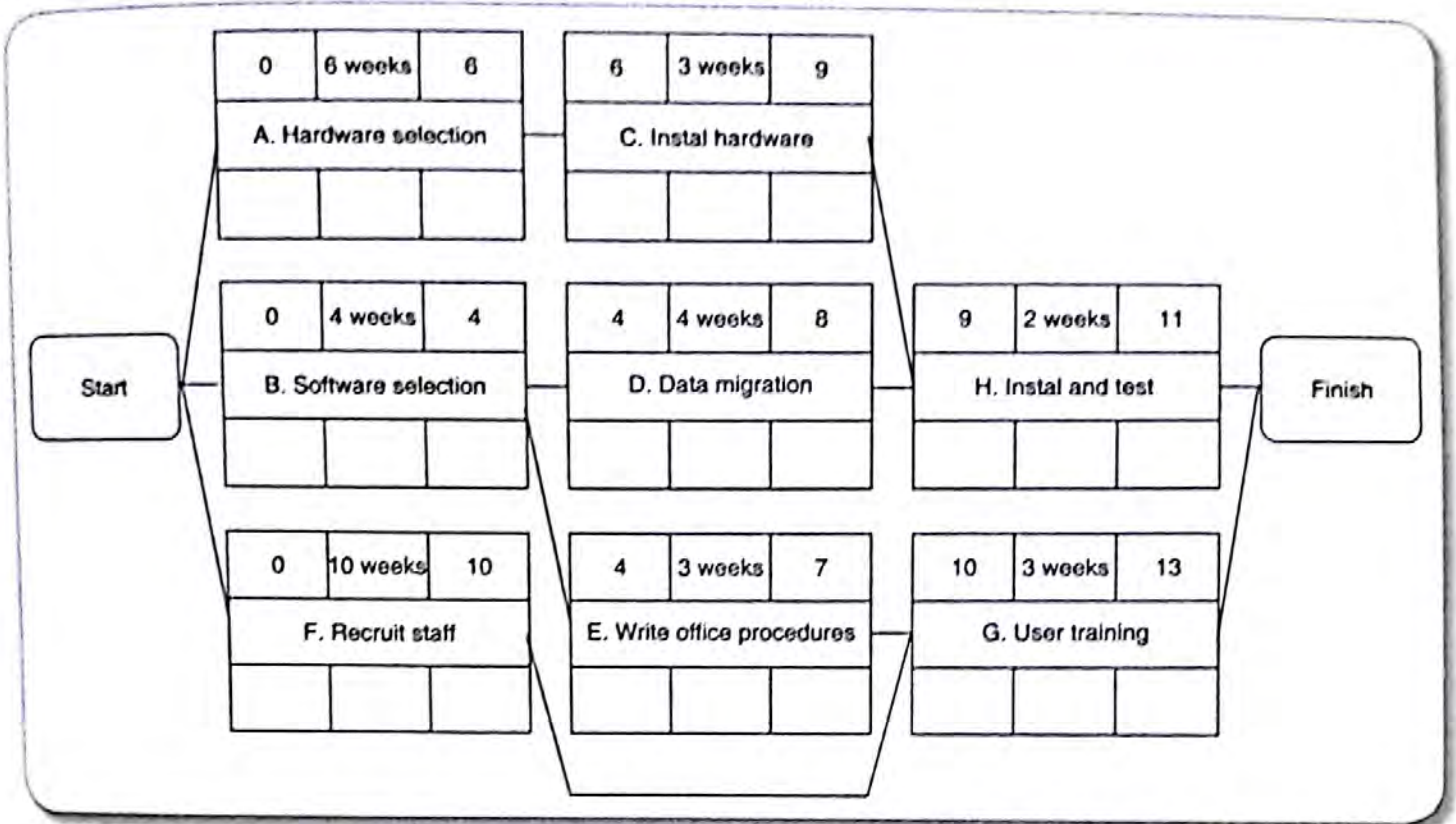 0 6 weeks 6
A. Hardware selection
6 3 weeks 9
C. Instal hardware
Start
0 4 weeks 4
B. Software selection
4 4 weeks 8
D. Data migration
9 2 weeks 11
H. Instal and test
Finish
0 10 weeks 10
F. Recruit staff
4 3 weeks 7
E. Write office procedures
10 3 weeks 13
G. User training